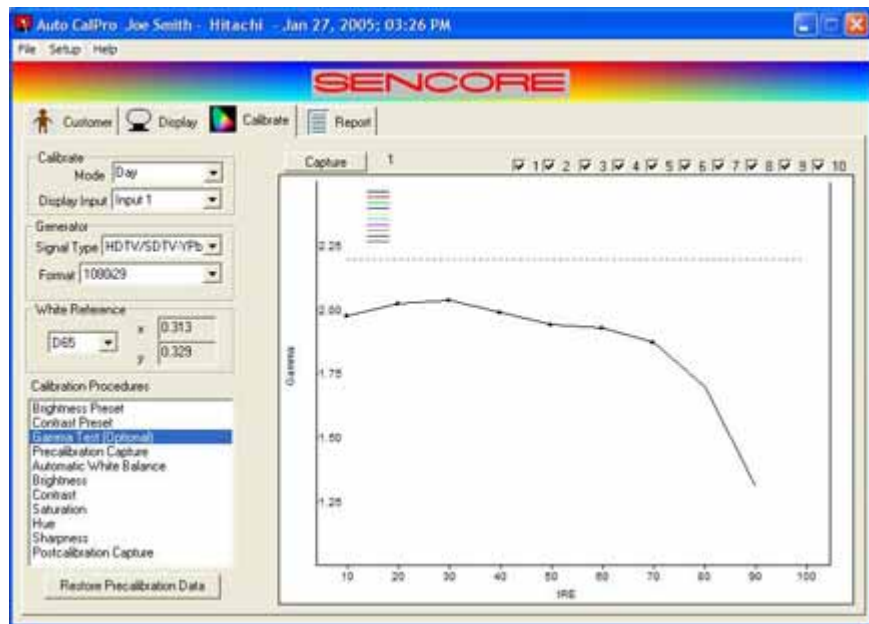 Auto CalPro Joe Smith - Hitachi - Jan 27, 2005; 03:26 PM
File Setup Help
SENCORE
Customer Display Calibrate Report
Calibrate
Mode Day
Display Input Input 1
Generator
Signal Type HDTV/SDTV-YPb
Format 1080i29
White Reference
D65
x 0.313
y 0.329
Calibration Procedures
Brightness Preset
Contrast Preset
Gamma Test (Optional)
Precalibration Capture
Automatic White Balance
Brightness
Contrast
Saturation
Hue
Sharpness
Postcalibration Capture
Restore Precalibration Data
Capture 1
1 2 3 4 5 6 7 8 9 10
2.25
2.00
1.75
1.50
1.25
Gamma
10 20 30 40 50 60 70 80 90 100
IRE